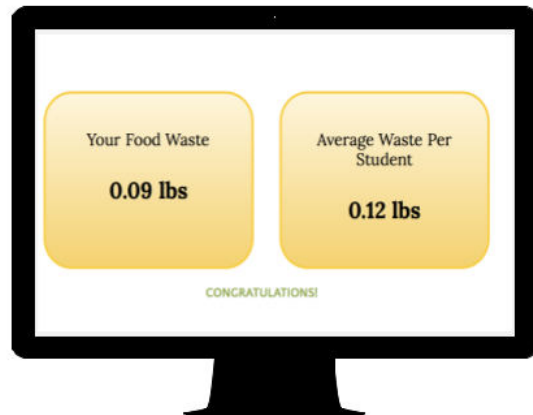 Your Food Waste
0.09 lbs
Average Waste Per
Student
0.12 lbs
CONGRATULATIONS!